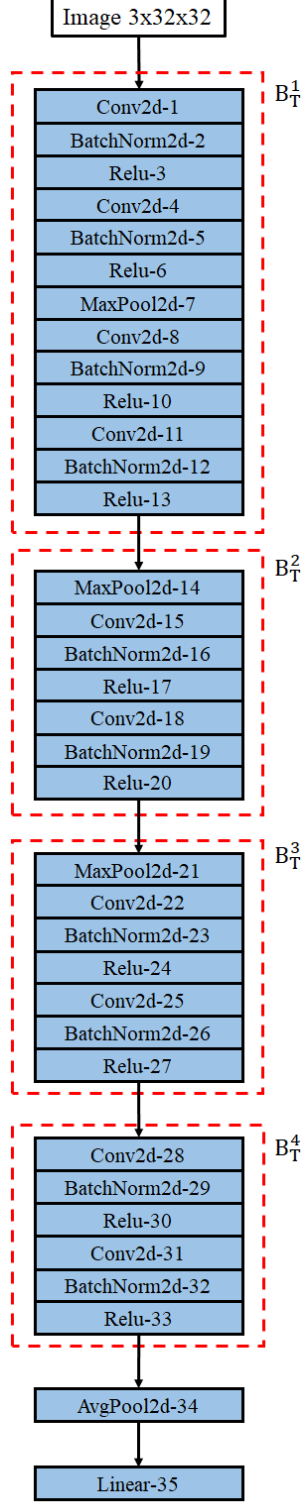 Image 3x32x32
B_T^1
Conv2d-1
BatchNorm2d-2
Relu-3
Conv2d-4
BatchNorm2d-5
Relu-6
MaxPool2d-7
Conv2d-8
BatchNorm2d-9
Relu-10
Conv2d-11
BatchNorm2d-12
Relu-13
B_T^2
MaxPool2d-14
Conv2d-15
BatchNorm2d-16
Relu-17
Conv2d-18
BatchNorm2d-19
Relu-20
B_T^3
MaxPool2d-21
Conv2d-22
BatchNorm2d-23
Relu-24
Conv2d-25
BatchNorm2d-26
Relu-27
B_T^4
Conv2d-28
BatchNorm2d-29
Relu-30
Conv2d-31
BatchNorm2d-32
Relu-33
AvgPool2d-34
Linear-35